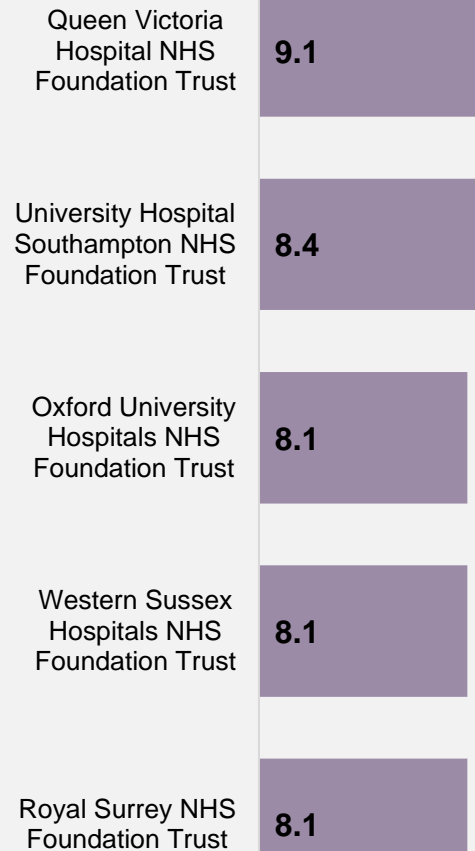 Queen Victoria
Hospital NHS
Foundation Trust
9.1
University Hospital
Southampton NHS
Foundation Trust
8.4
Oxford University
Hospitals NHS
Foundation Trust
8.1
Western Sussex
Hospitals NHS
Foundation Trust
8.1
Royal Surrey NHS
Foundation Trust
8.1